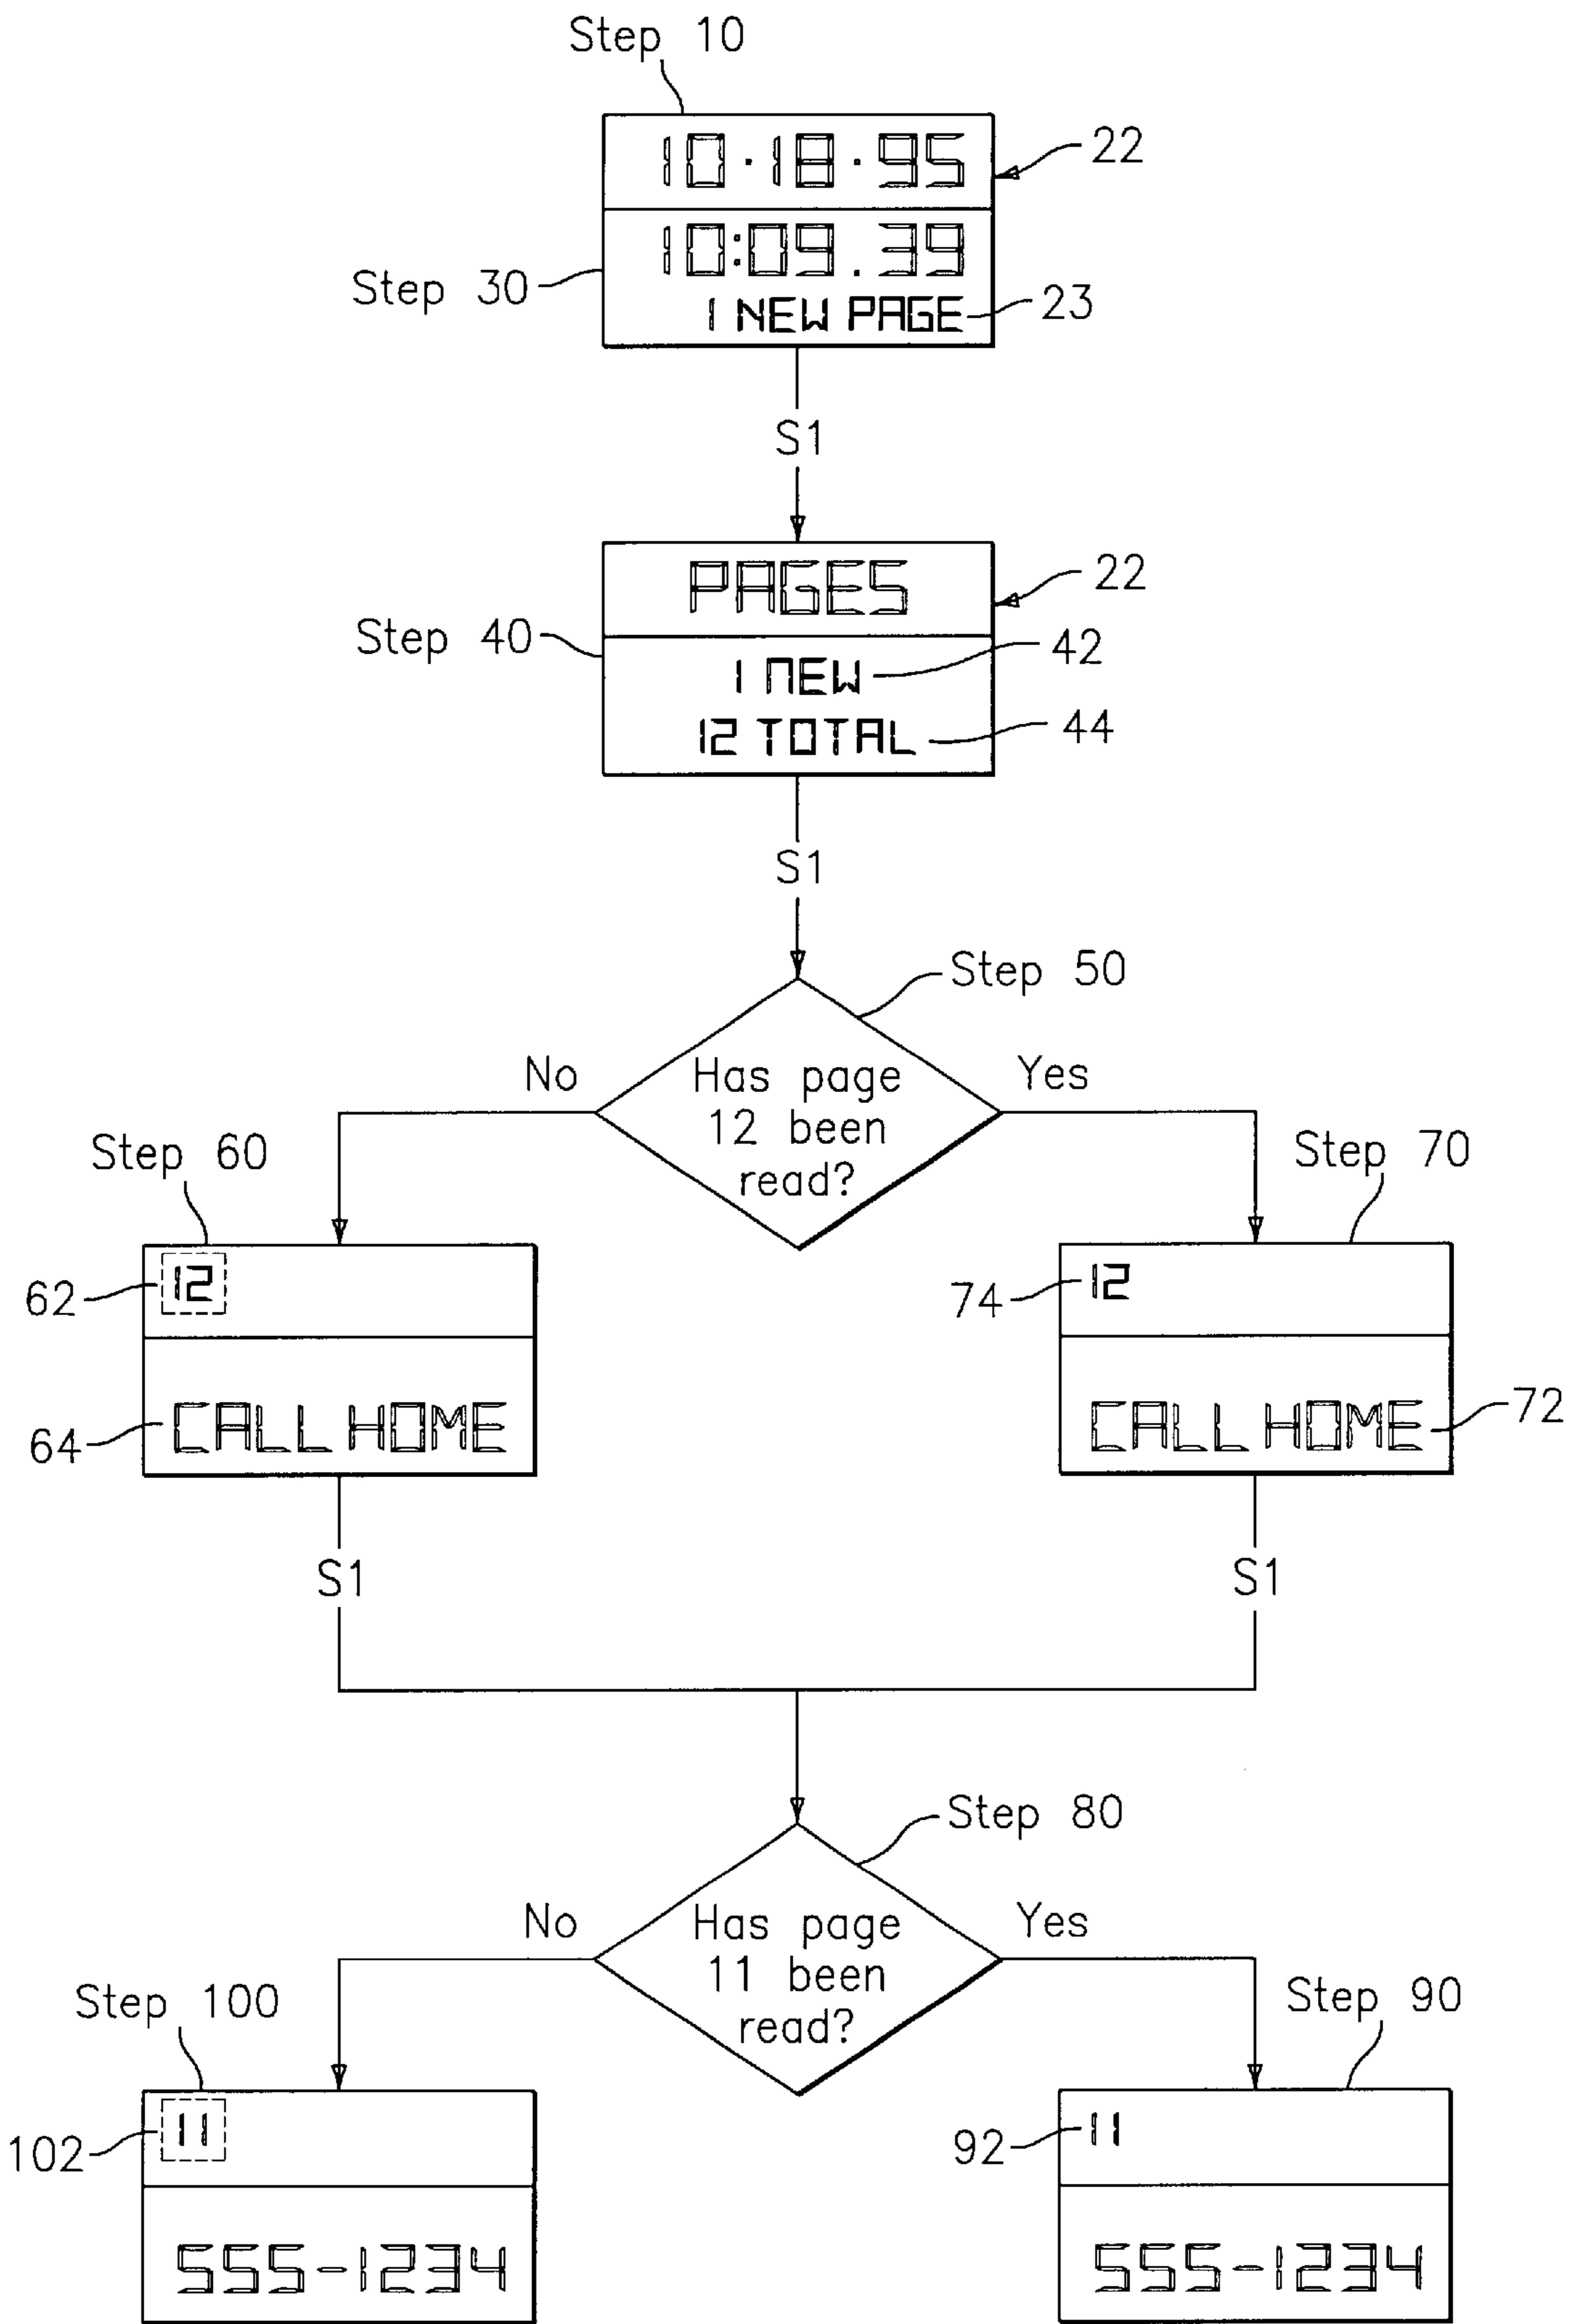 Step 10
10.18.95
22
Step 30
10:09.39
1 NEW PAGE
23
S1
PAGES
22
Step 40
1 NEW
42
12 TOTAL
44
S1
Step 50
No
Yes
Has page
12 been
read?
Step 60
Step 70
62
12
74
12
64
CALL HOME
CALL HOME
72
S1
S1
Step 80
No
Yes
Has page
11 been
read?
Step 100
Step 90
102
11
92
11
555-1234
555-1234